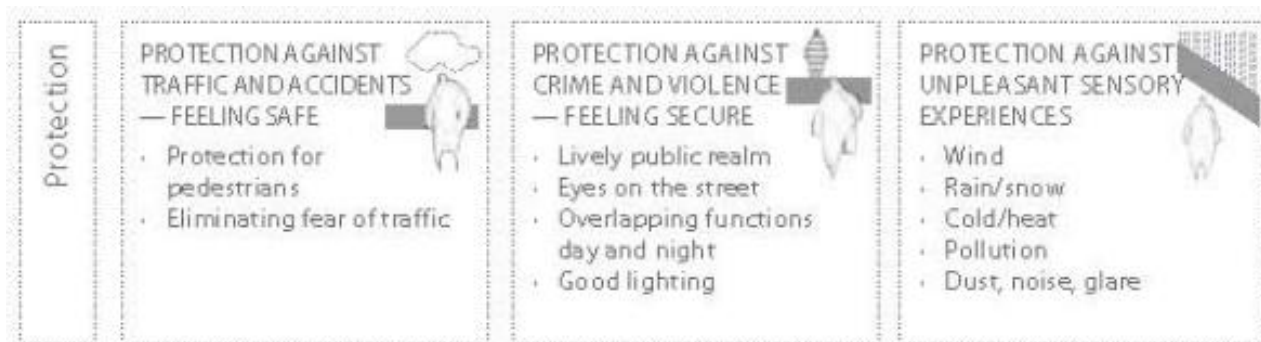 Protection
PROTECTION AGAINST
TRAFFIC AND ACCIDENTS
— FEELING SAFE
· Protection for
pedestrians
· Eliminating fear of traffic
PROTECTION AGAINST
CRIME AND VIOLENCE
— FEELING SECURE
· Lively public realm
· Eyes on the street
· Overlapping functions
day and night
· Good lighting
PROTECTION AGAINST
UNPLEASANT SENSORY
EXPERIENCES
· Wind
· Rain/snow
· Cold/heat
· Pollution
· Dust, noise, glare